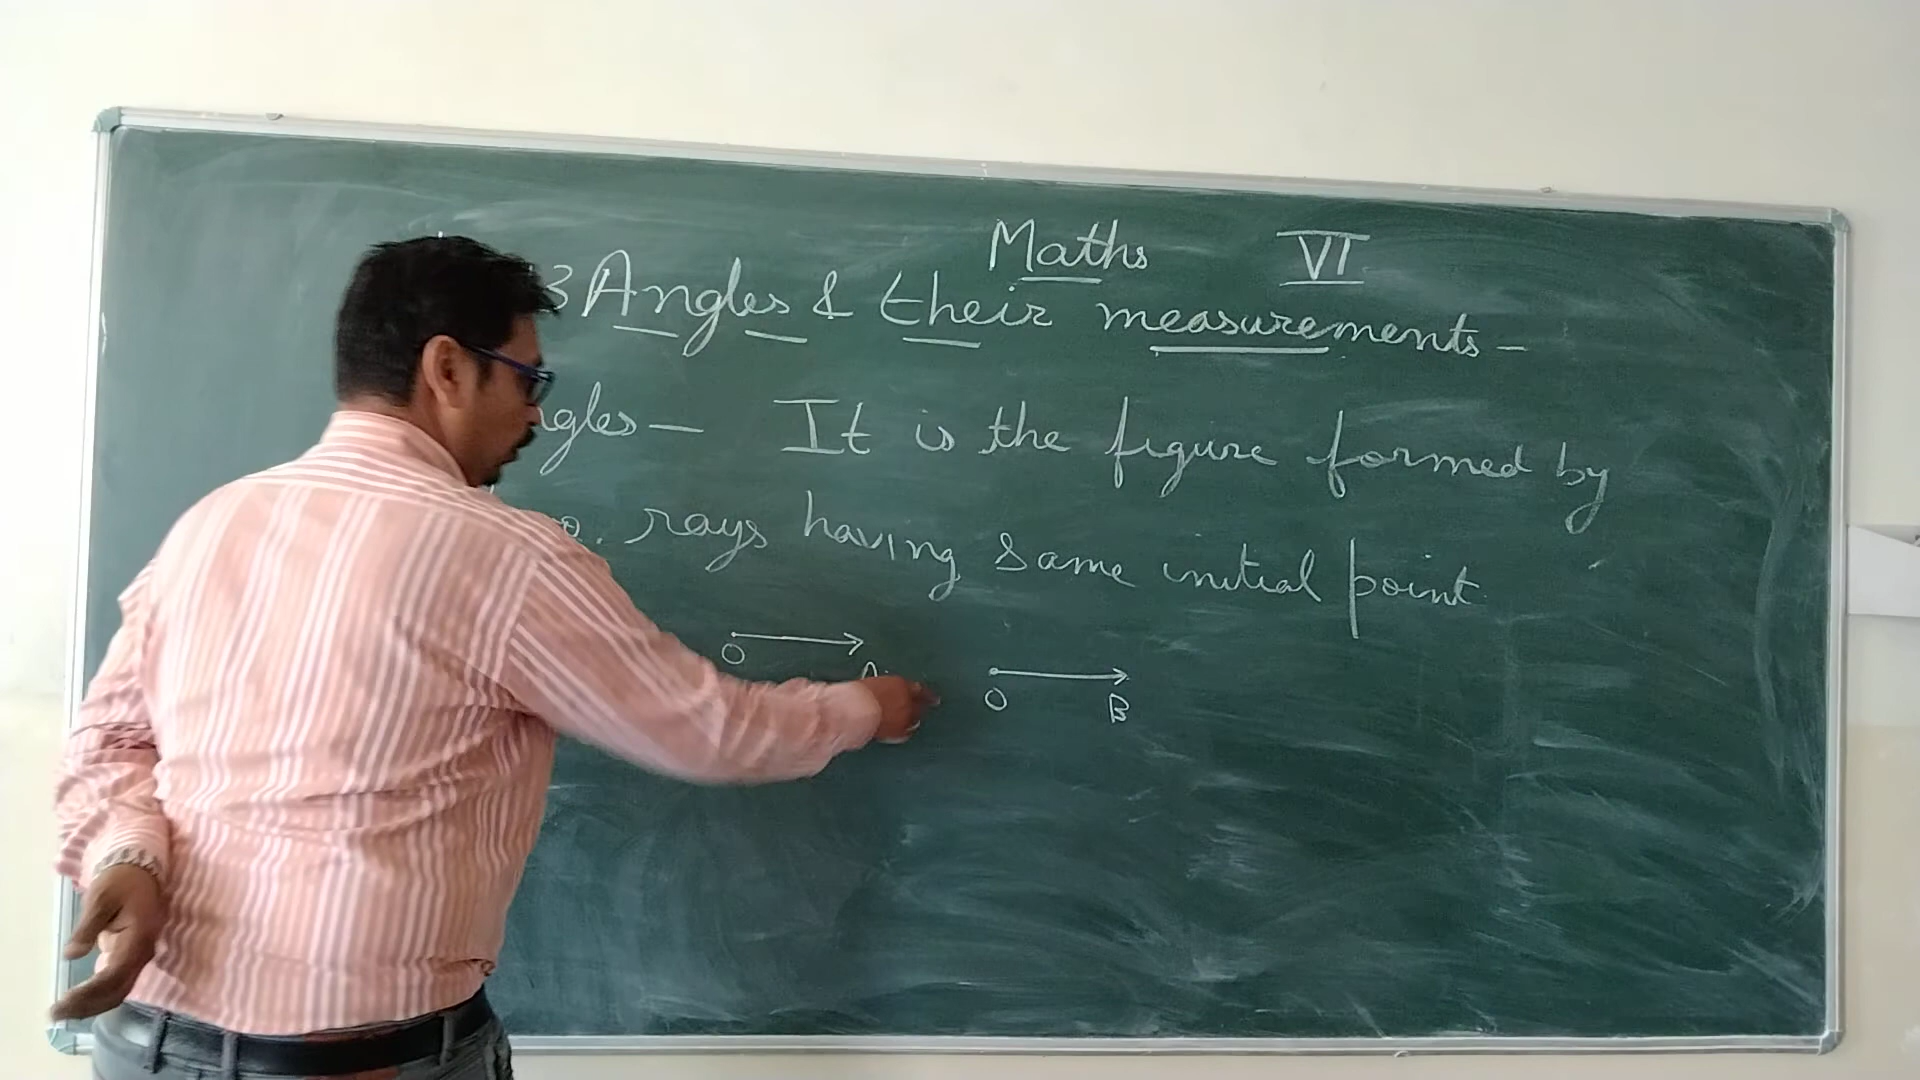 Maths VI
3 Angles & their measurements -
gles - It is the figure formed by
o. rays having same initial point
O A O B